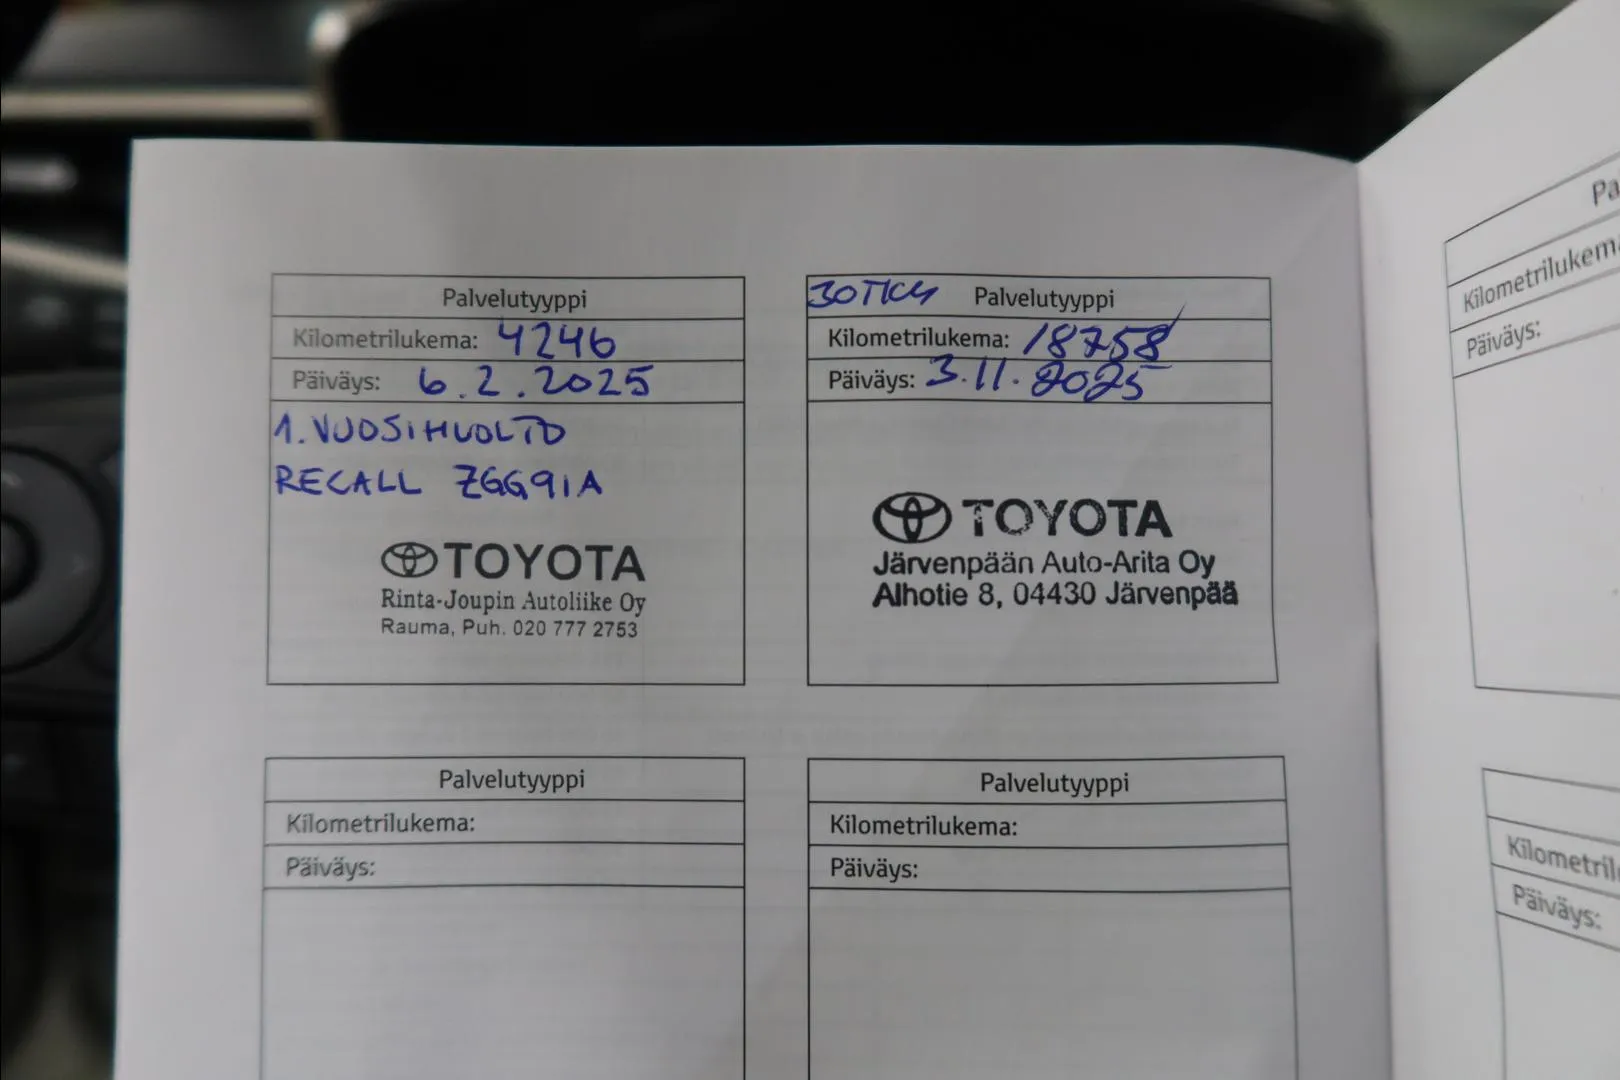 Palvelutyyppi
Kilometrilukema: 4246
Päiväys: 6.2.2025
1. VUOSIHUOLTO
RECALL ZGG91A
TOYOTA
Rinta-Joupin Autoliike Oy
Rauma, Puh. 020 777 2753
30TKM Palvelutyyppi
Kilometrilukema: 18758
Päiväys: 3.11.2025
TOYOTA
Järvenpään Auto-Arita Oy
Alhotie 8, 04430 Järvenpää
Palvelutyyppi
Kilometrilukema:
Päiväys:
Palvelutyyppi
Kilometrilukema:
Päiväys:
Pa
Kilometrilukema
Päiväys:
Kilometril
Päiväys: